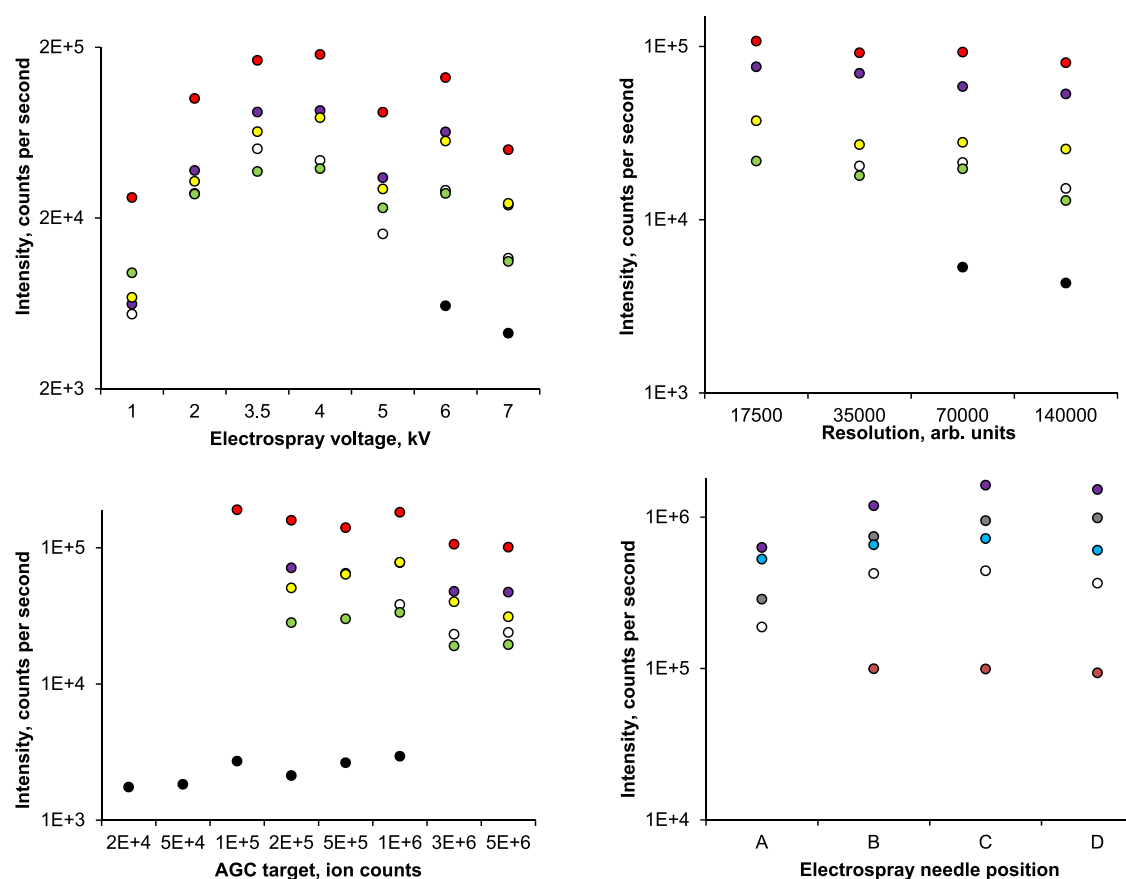 2E+5
2E+4
2E+3
Intensity, counts per second
1 2 3.5 4 5 6 7
Electrospray voltage, kV
1E+5
1E+4
1E+3
Intensity, counts per second
17500 35000 70000 140000
Resolution, arb. units
1E+5
1E+4
1E+3
Intensity, counts per second
2E+4 5E+4 1E+5 2E+5 5E+5 1E+6 3E+6 5E+6
AGC target, ion counts
1E+6
1E+5
1E+4
Intensity, counts per second
A B C D
Electrospray needle position